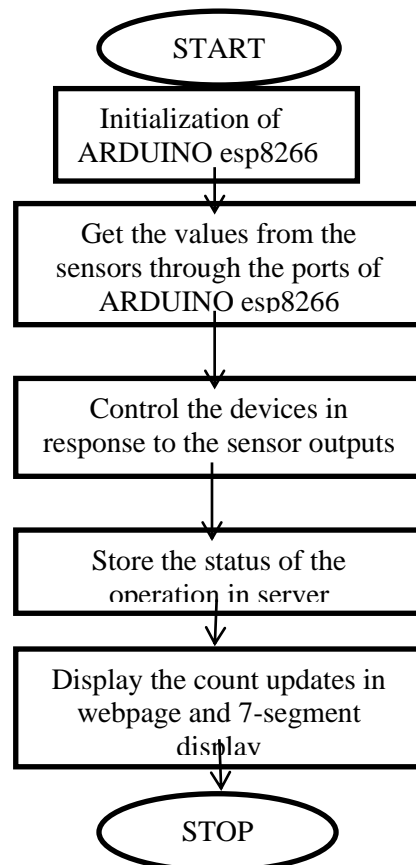 START
Initialization of
ARDUINO esp8266
Get the values from the
sensors through the ports of
ARDUINO esp8266
Control the devices in
response to the sensor outputs
Store the status of the
operation in server
Display the count updates in
webpage and 7-segment
display
STOP